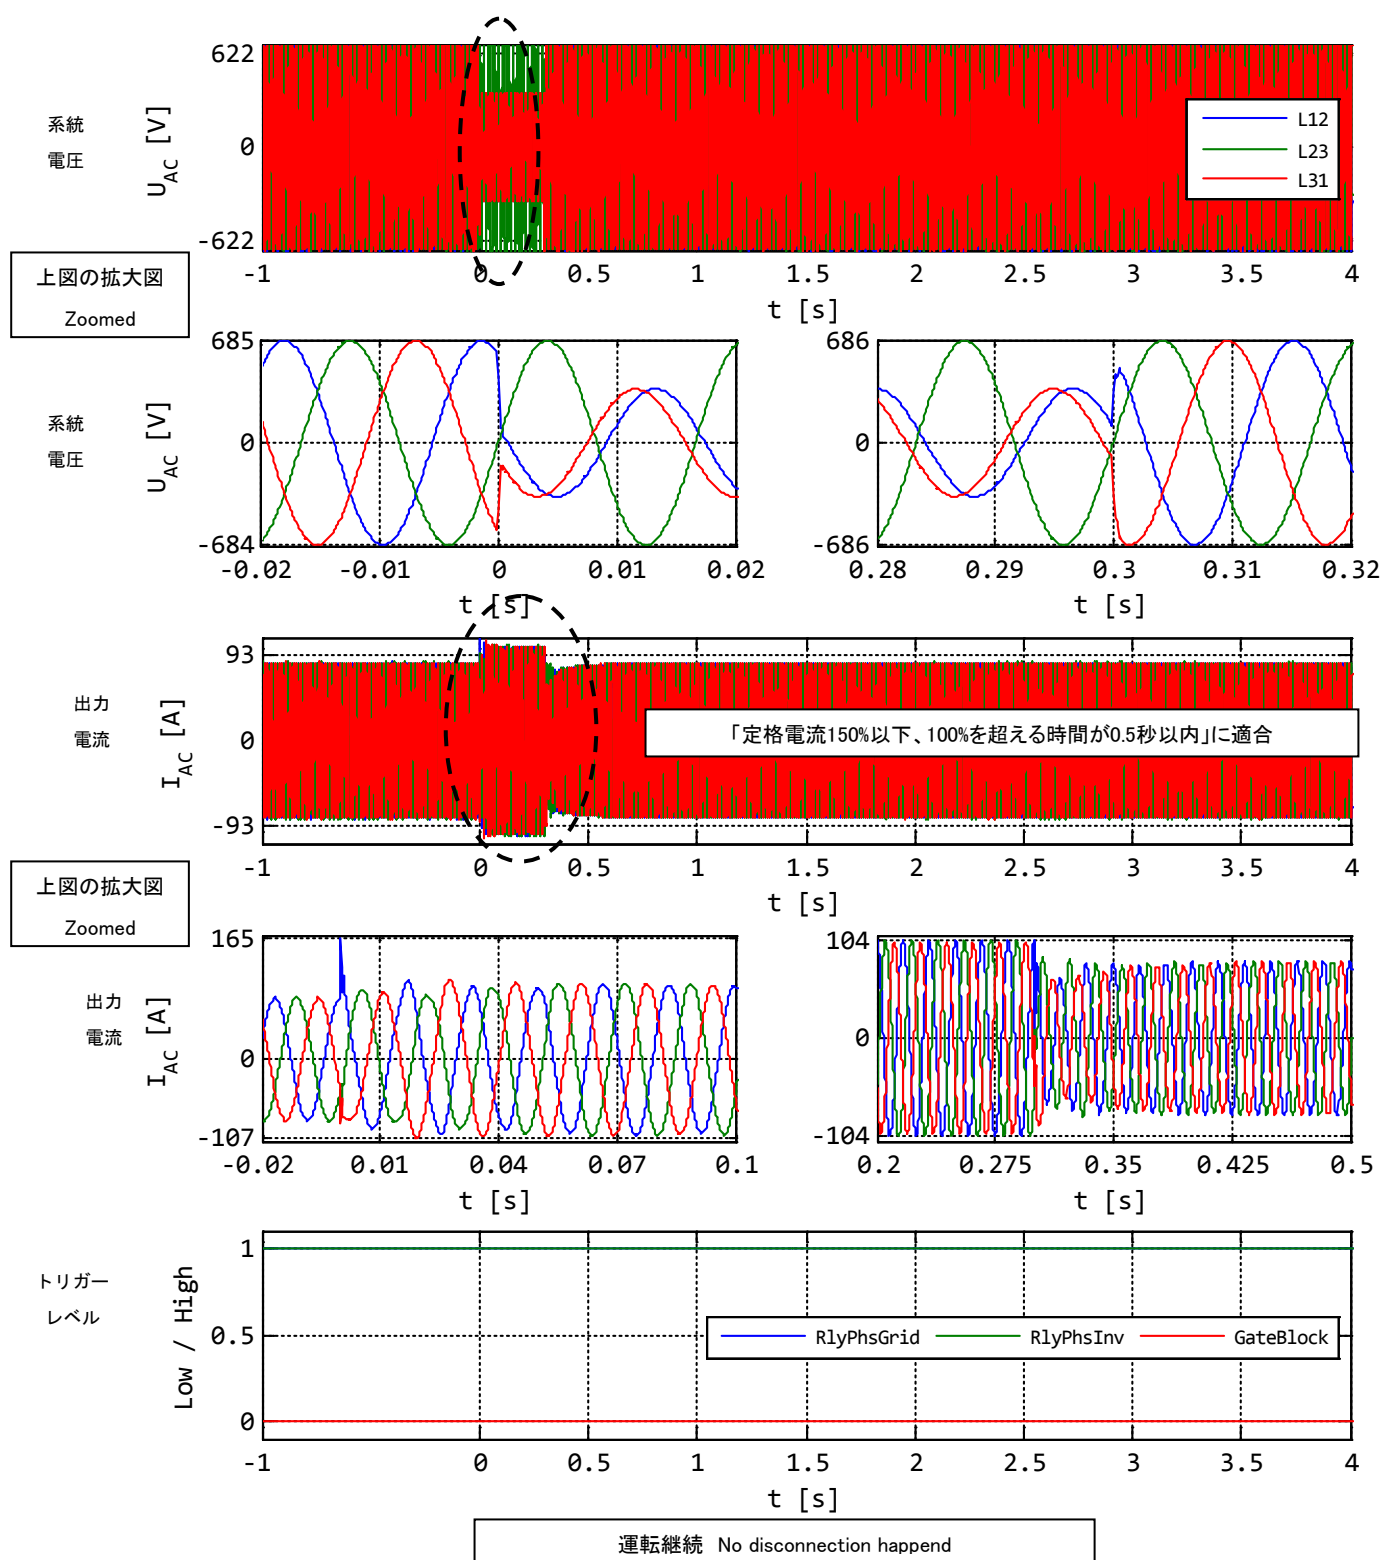 622
0
-622
系統
電圧
U_AC [V]
L12
L23
L31
-1 0 0.5 1 1.5 2 2.5 3 3.5 4
t [s]
上図の拡大図
Zoomed
系統
電圧
U_AC [V]
685
0
-684
-0.02 -0.01 0 0.01 0.02
t [s]
686
0
-686
0.28 0.29 0.3 0.31 0.32
t [s]
出力
電流
I_AC [A]
93
0
-93
「定格電流150%以下、100%を超える時間が0.5秒以内」に適合
-1 0 0.5 1 1.5 2 2.5 3 3.5 4
t [s]
上図の拡大図
Zoomed
出力
電流
I_AC [A]
165
0
-107
-0.02 0.01 0.04 0.07 0.1
t [s]
104
0
-104
0.2 0.275 0.35 0.425 0.5
t [s]
トリガー
レベル
Low / High
1
0.5
0
RlyPhsGrid RlyPhsInv GateBlock
-1 0 0.5 1 1.5 2 2.5 3 3.5 4
t [s]
運転継続 No disconnection happend